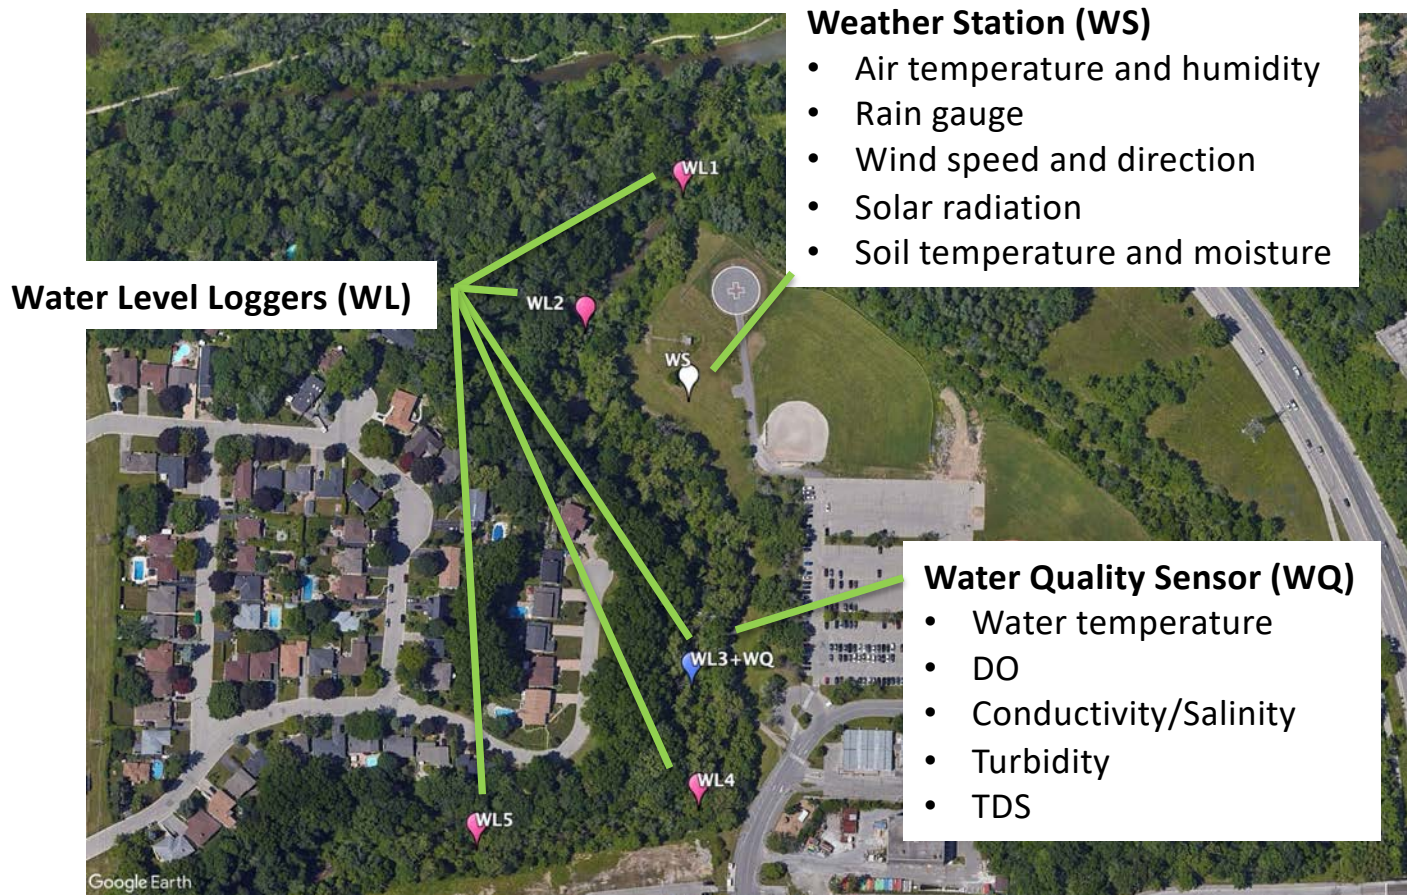 Weather Station (WS)
• Air temperature and humidity
• Rain gauge
• Wind speed and direction
• Solar radiation
• Soil temperature and moisture
WL1
Water Level Loggers (WL)
WL2
WS
Water Quality Sensor (WQ)
• Water temperature
• DO
• Conductivity/Salinity
• Turbidity
• TDS
WL3+WQ
WL4
WL5
Google Earth